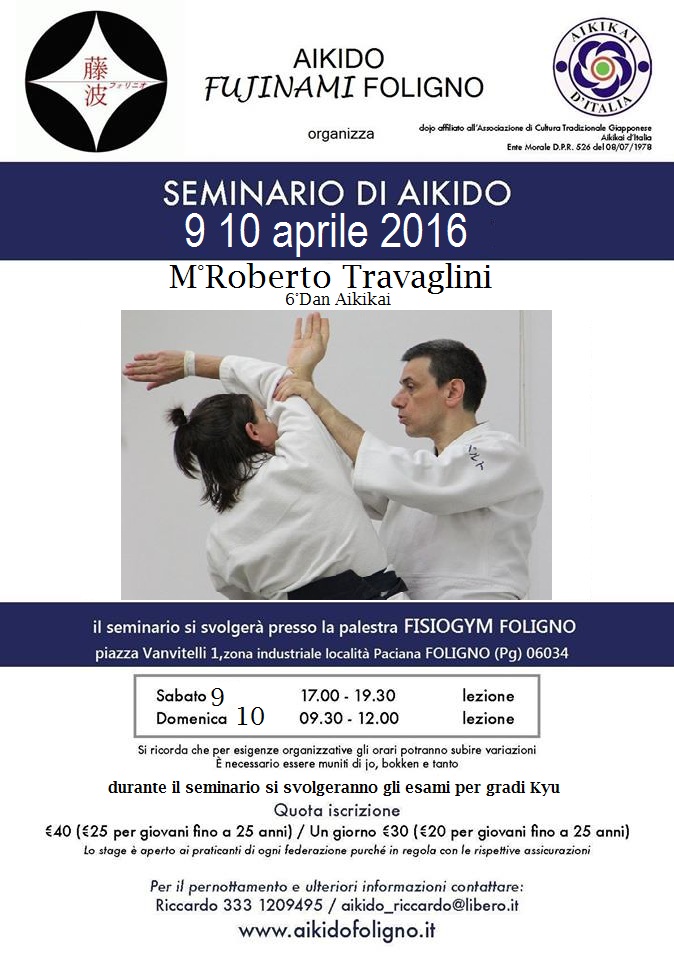 藤波
フォリニオ
AIKIDO
FUJINAMI FOLIGNO
organizza
AIKIKAI
D'ITALIA
dojo affiliato all'Associazione di Cultura Tradizionale Giapponese
Aikikai d'Italia
Ente Morale D.P.R. 526 del 08/07/1978
SEMINARIO DI AIKIDO
9 10 aprile 2016
M°Roberto Travaglini
6°Dan Aikikai
il seminario si svolgerà presso la palestra FISIOGYM FOLIGNO
piazza Vanvitelli 1,zona industriale località Paciana FOLIGNO (Pg) 06034
Sabato 9 17.00 - 19.30 lezione
Domenica 10 09.30 - 12.00 lezione
Si ricorda che per esigenze organizzative gli orari potranno subire variazioni
È necessario essere muniti di jo, bokken e tanto
durante il seminario si svolgeranno gli esami per gradi Kyu
Quota iscrizione
€40 (€25 per giovani fino a 25 anni) / Un giorno €30 (€20 per giovani fino a 25 anni)
Lo stage è aperto ai praticanti di ogni federazione purché in regola con le rispettive assicurazioni
Per il pernottamento e ulteriori informazioni contattare:
Riccardo 333 1209495 / aikido_riccardo@libero.it
www.aikidofoligno.it